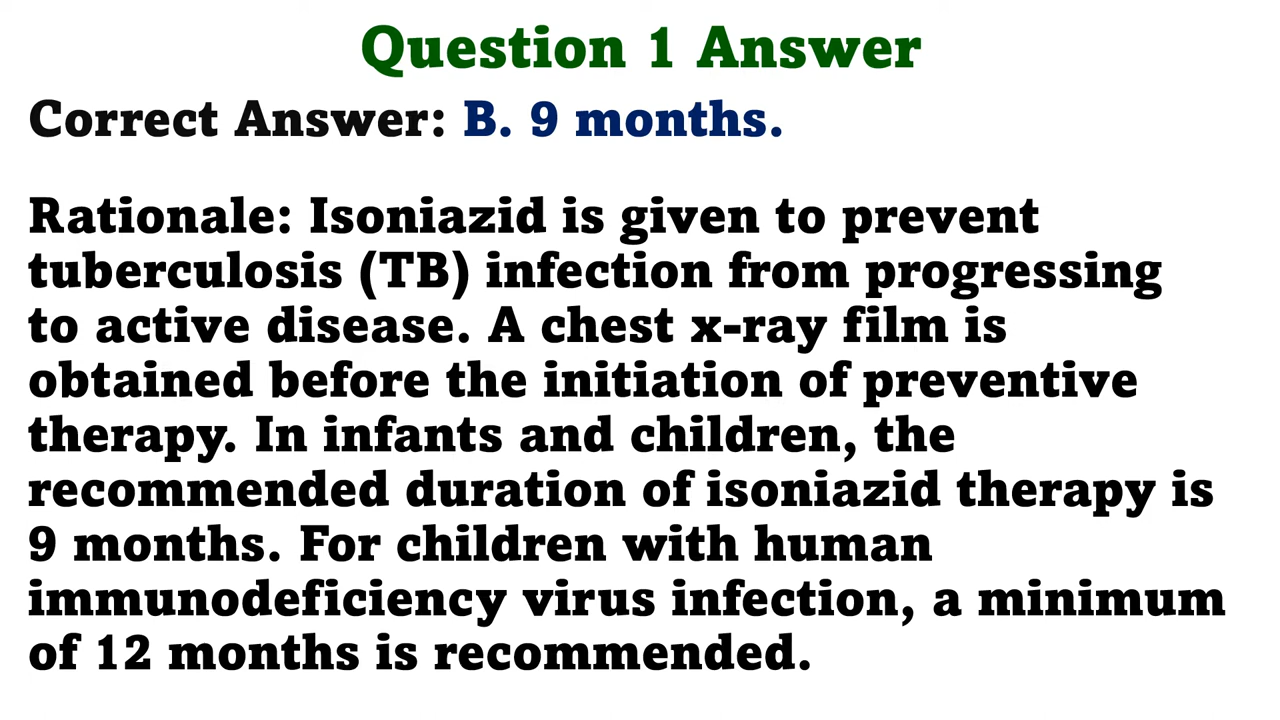 Question 1 Answer
Correct Answer: B. 9 months.
Rationale: Isoniazid is given to prevent
tuberculosis (TB) infection from progressing
to active disease. A chest x-ray film is
obtained before the initiation of preventive
therapy. In infants and children, the
recommended duration of isoniazid therapy is
9 months. For children with human
immunodeficiency virus infection, a minimum
of 12 months is recommended.